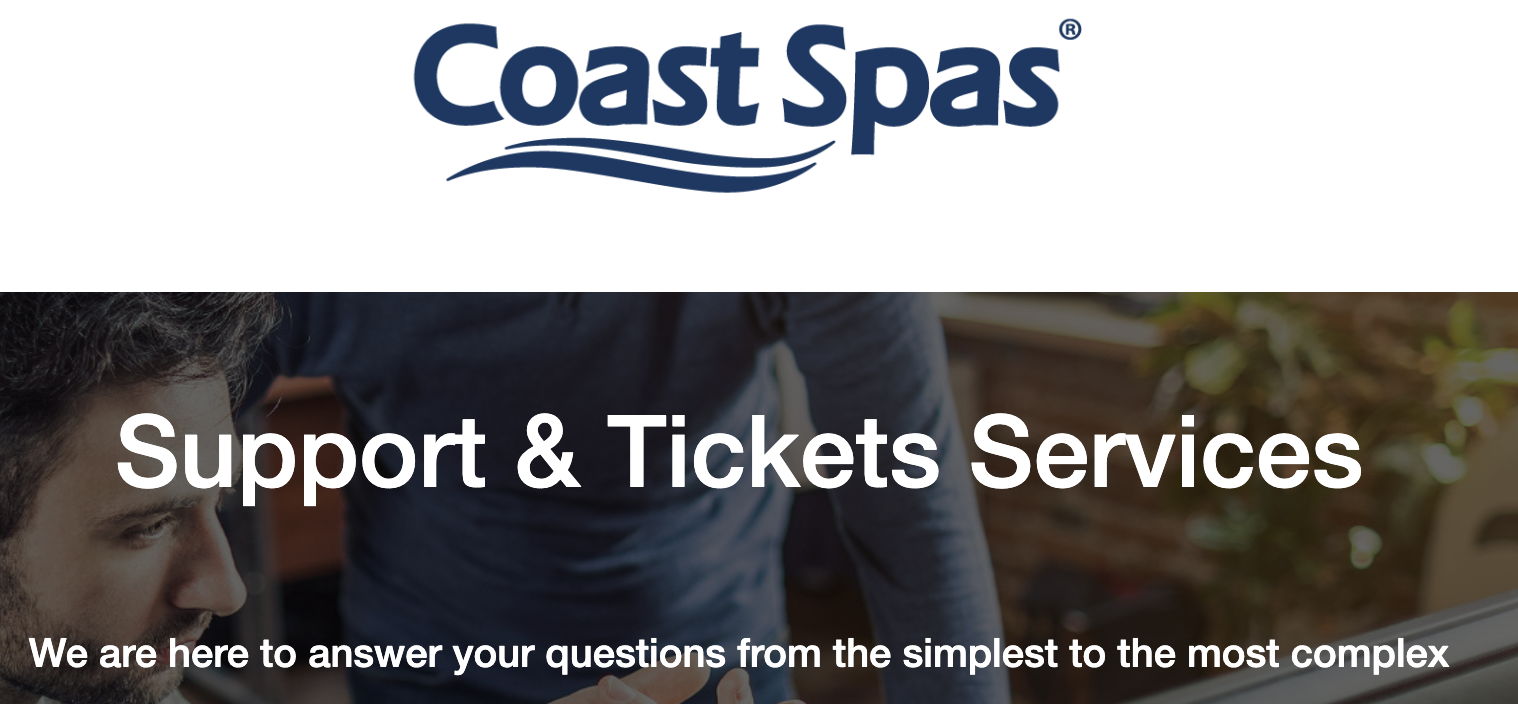 Coast Spas®
Support & Tickets Services
We are here to answer your questions from the simplest to the most complex